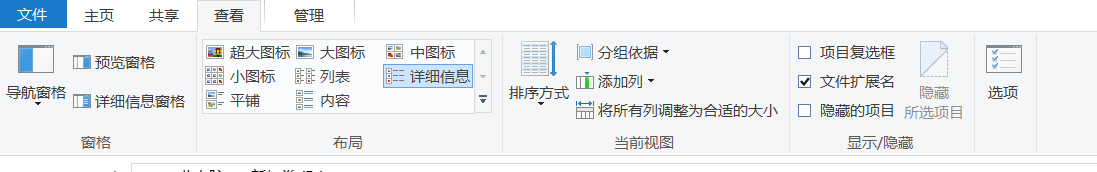 文件 主页 共享 查看 管理
超大图标 大图标 中图标
小图标 列表 详细信息
平铺 内容
导航窗格
预览窗格
详细信息窗格
排序方式
分组依据
添加列
将所有列调整为合适的大小
项目复选框
文件扩展名
隐藏的项目
隐藏
所选项目
选项
窗格 布局 当前视图 显示/隐藏